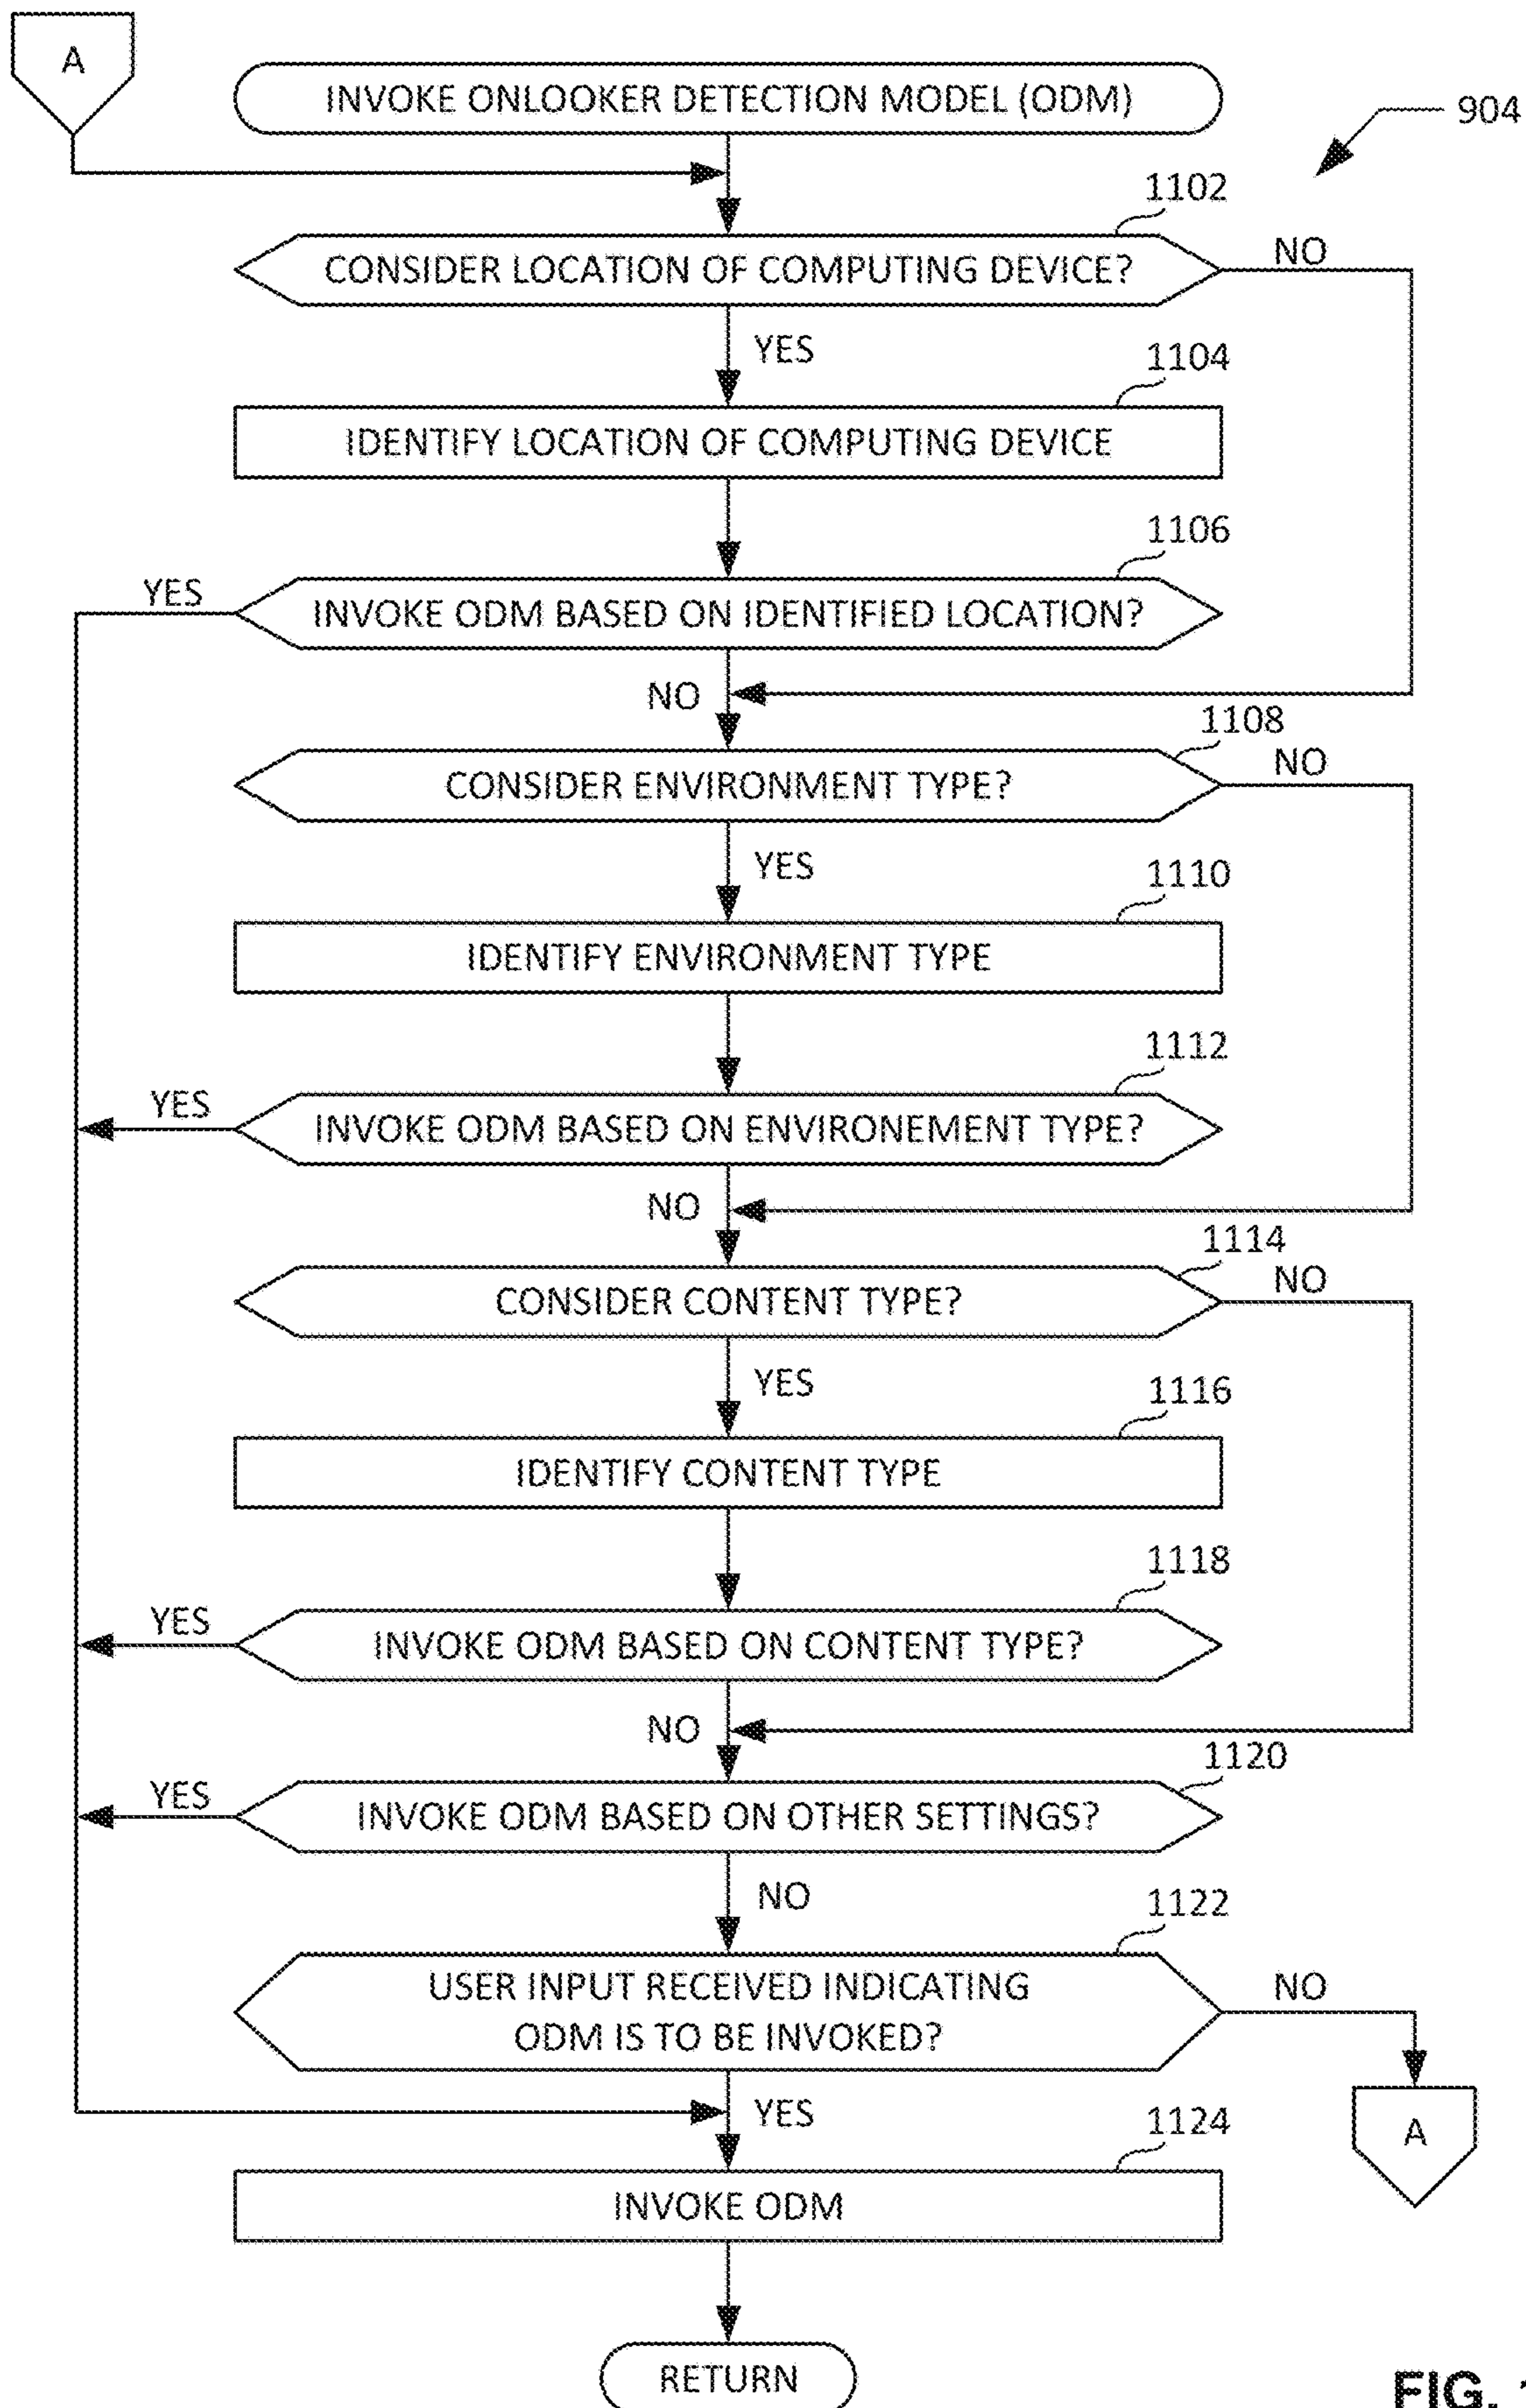 A
INVOKE ONLOOKER DETECTION MODEL (ODM)
904
1102
CONSIDER LOCATION OF COMPUTING DEVICE?
NO
YES
1104
IDENTIFY LOCATION OF COMPUTING DEVICE
1106
YES
INVOKE ODM BASED ON IDENTIFIED LOCATION?
NO
1108
CONSIDER ENVIRONMENT TYPE?
NO
YES
1110
IDENTIFY ENVIRONMENT TYPE
1112
YES
INVOKE ODM BASED ON ENVIRONEMENT TYPE?
NO
1114
CONSIDER CONTENT TYPE?
NO
YES
1116
IDENTIFY CONTENT TYPE
1118
YES
INVOKE ODM BASED ON CONTENT TYPE?
NO
1120
YES
INVOKE ODM BASED ON OTHER SETTINGS?
NO
1122
USER INPUT RECEIVED INDICATING
ODM IS TO BE INVOKED?
NO
YES
A
1124
INVOKE ODM
RETURN
FIG.